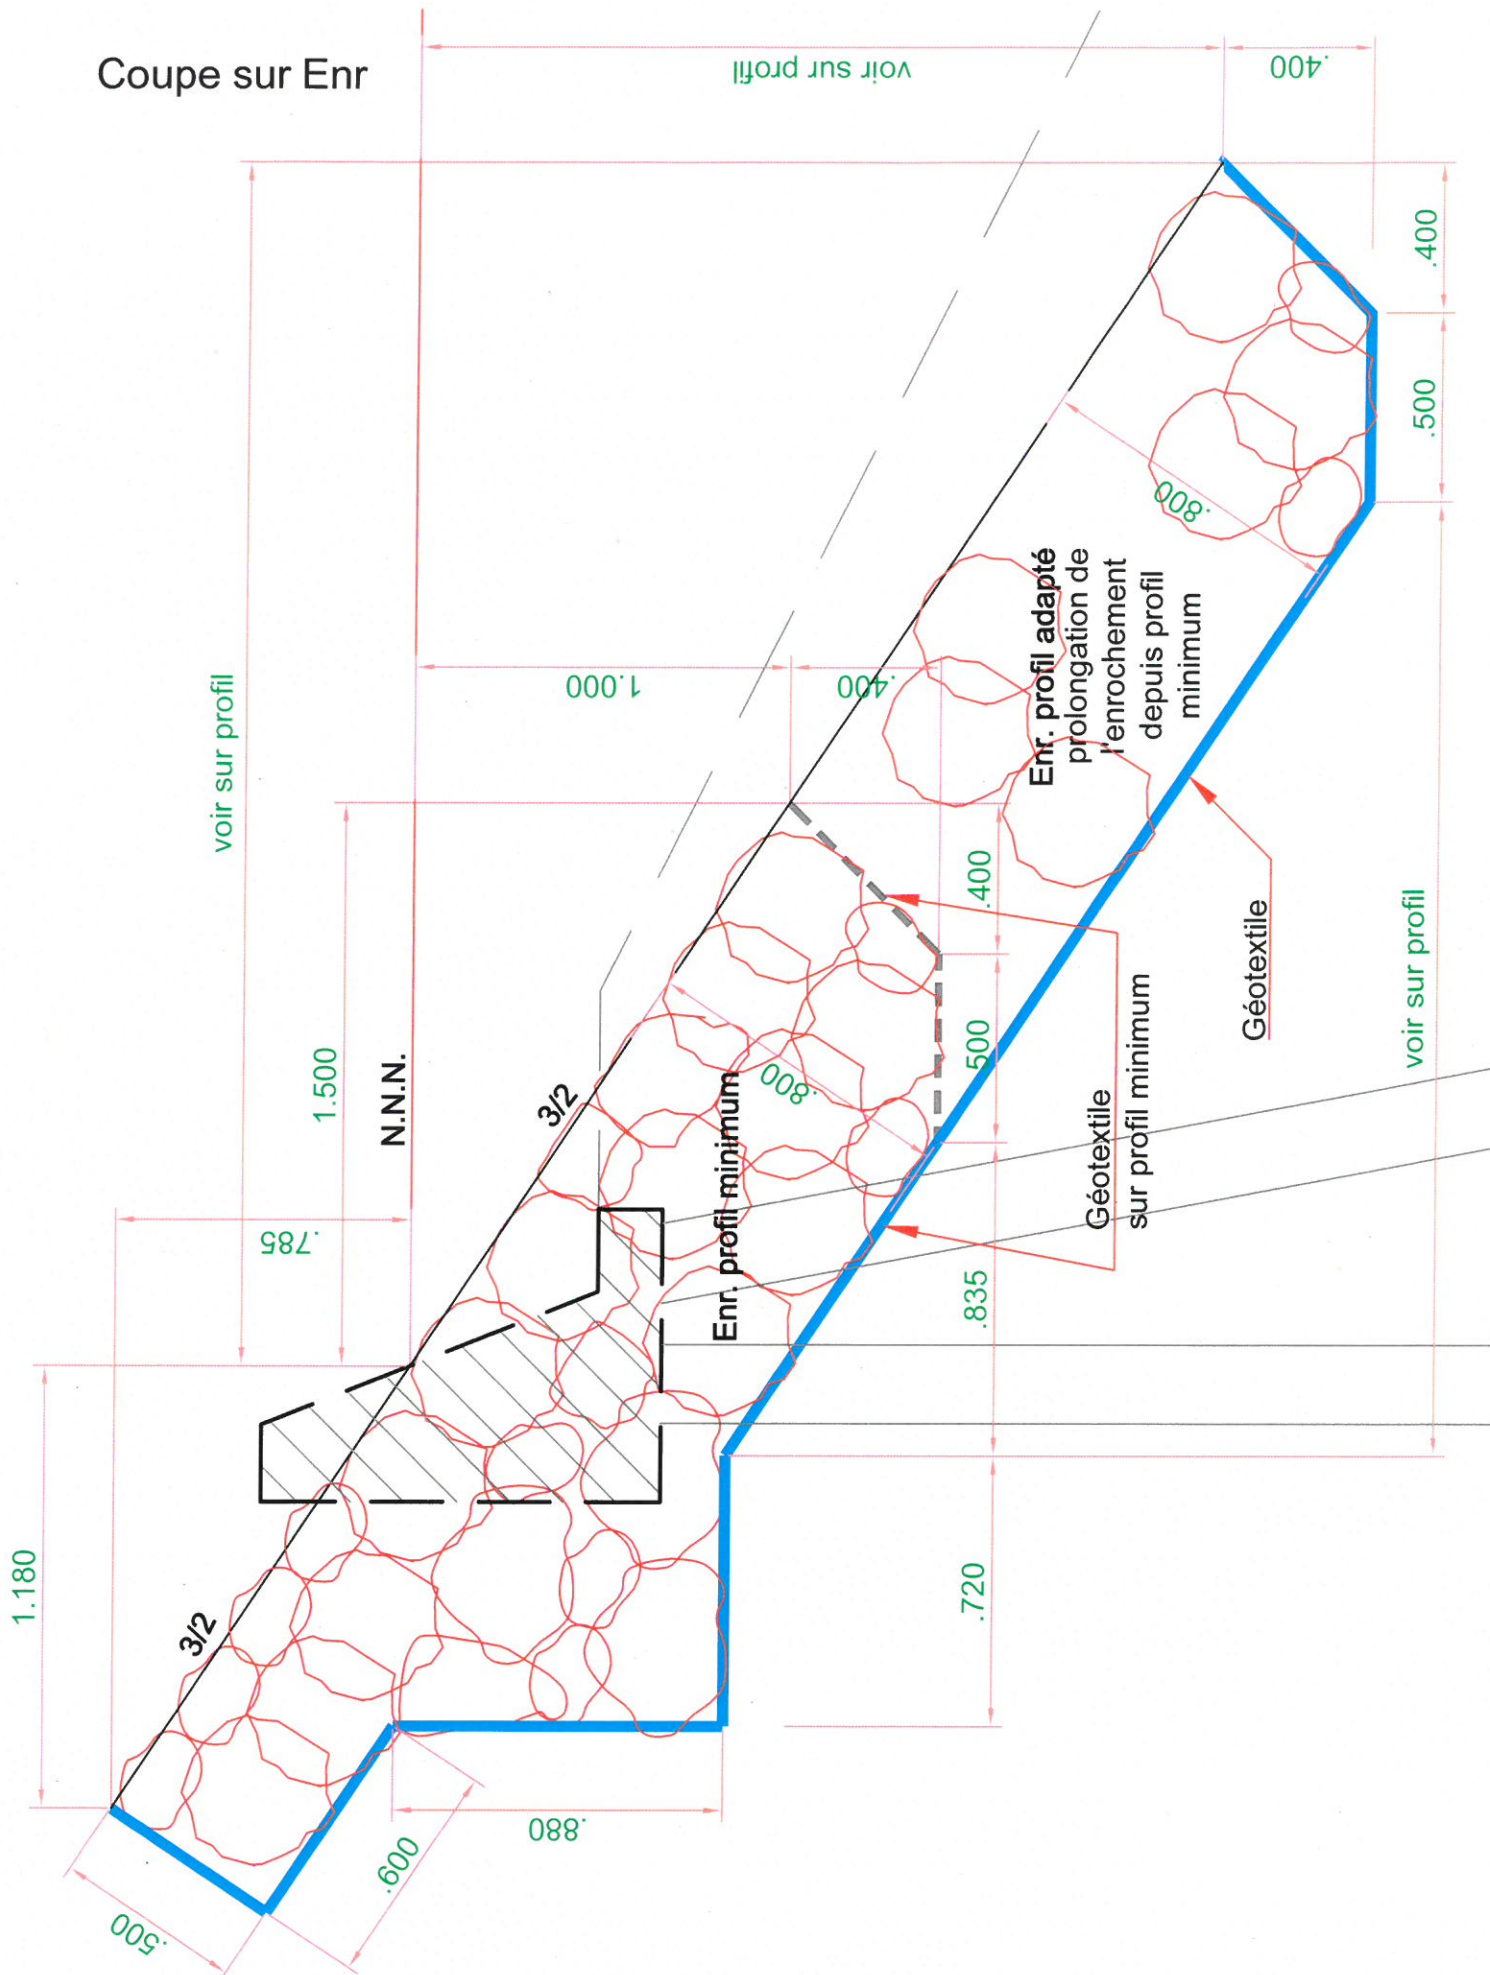 Coupe sur Enr
voir sur profil
.400
voir sur profil
.400
.500
.800
Enr. profil adapté
prolongation de
l'enrochement
depuis profil
minimum
1.000
.400
1.500
N.N.N.
3/2
.400
.500
.800
Enr. profil minimum
Géotextile
Géotextile
sur profil minimum
voir sur profil
.785
.835
1.180
3/2
.720
.880
.609
.500